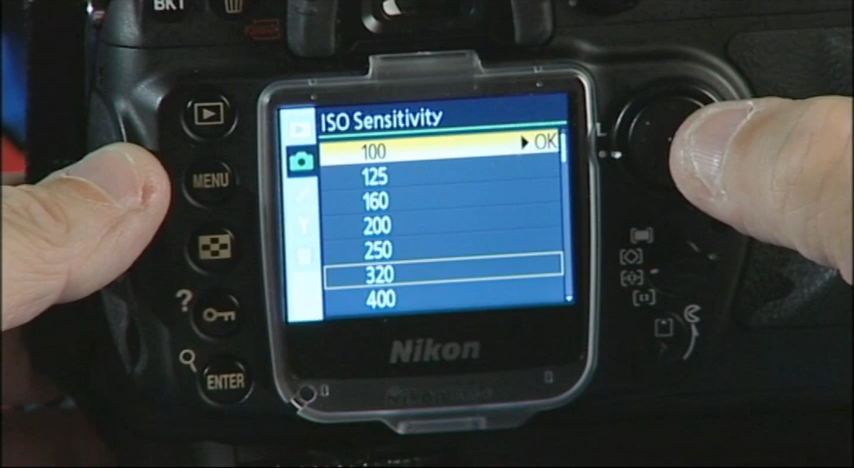 BKT
ISO Sensitivity
100 OK
125
160
200
250
320
400
MENU
?
ENTER
L
Nikon